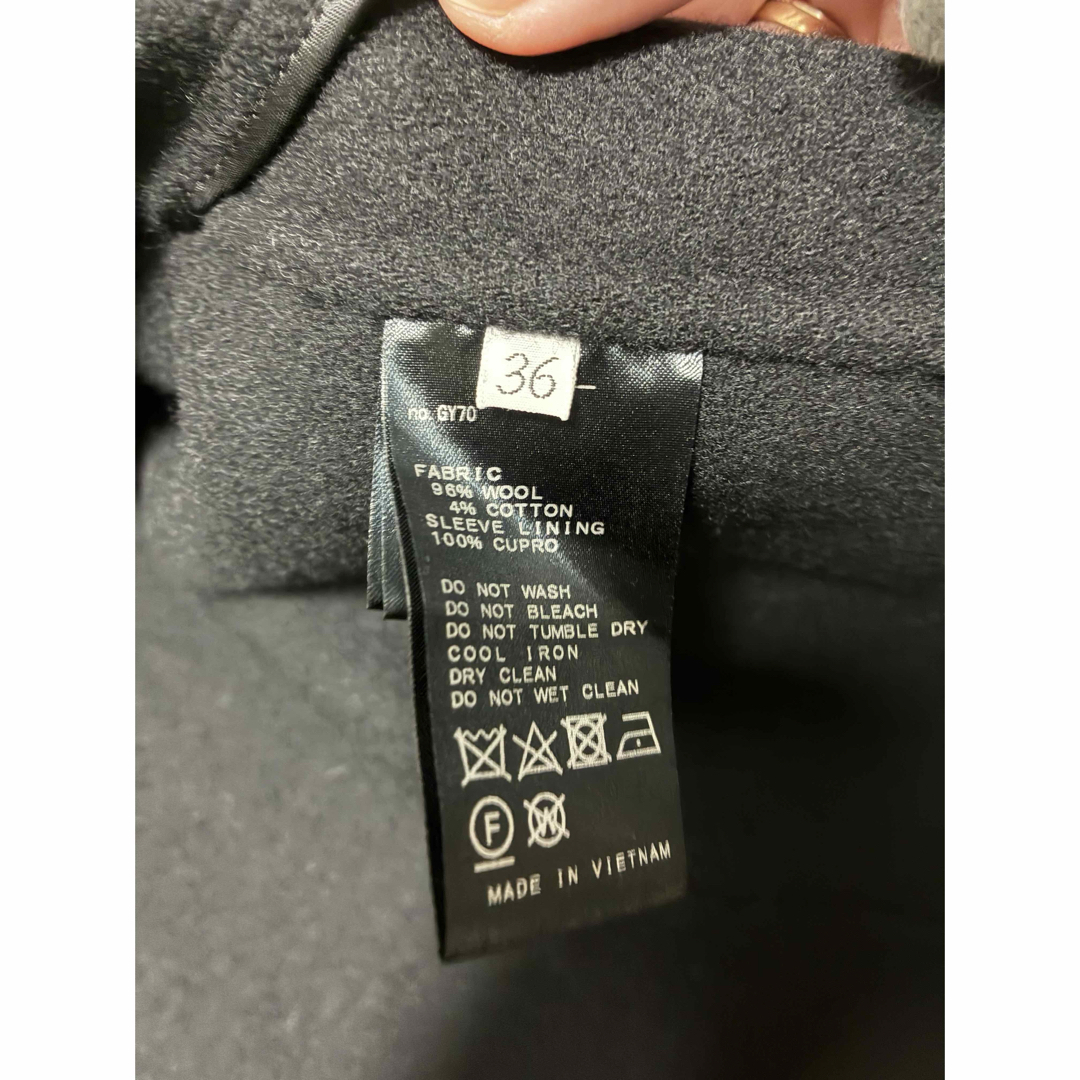 36
no. GY70
FABRIC
96% WOOL
4% COTTON
SLEEVE LINING
100% CUPRO
DO NOT WASH
DO NOT BLEACH
DO NOT TUMBLE DRY
COOL IRON
DRY CLEAN
DO NOT WET CLEAN
F W
MADE IN VIETNAM